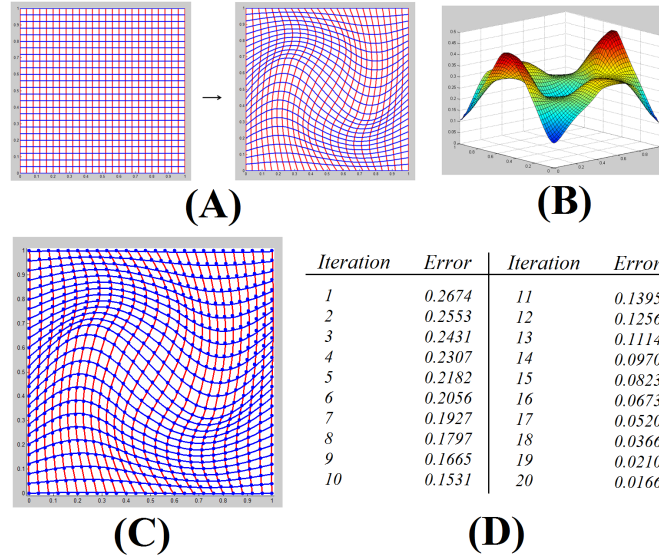 →
(A)
(B)
(C)
(D)
Iteration Error Iteration Error
1 0.2674 11 0.1395
2 0.2553 12 0.1256
3 0.2431 13 0.1114
4 0.2307 14 0.0970
5 0.2182 15 0.0823
6 0.2056 16 0.0673
7 0.1927 17 0.0520
8 0.1797 18 0.0366
9 0.1665 19 0.0210
10 0.1531 20 0.0166